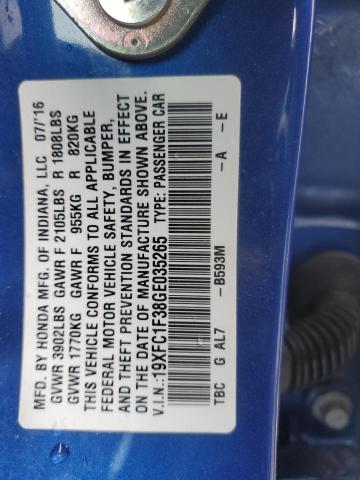 MFD. BY HONDA MFG. OF INDIANA, LLC 07/'16
GVWR 3902LBS GAWR F 2105LBS R 1808LBS
GVWR 1770KG GAWR F 955KG R 820KG
THIS VEHICLE CONFORMS TO ALL APPLICABLE
FEDERAL MOTOR VEHICLE SAFETY, BUMPER,
AND THEFT PREVENTION STANDARDS IN EFFECT
ON THE DATE OF MANUFACTURE SHOWN ABOVE.
V.I.N.: 19XFC1F38GE035265 TYPE: PASSENGER CAR
TBC G AL7 -B593M -A -E